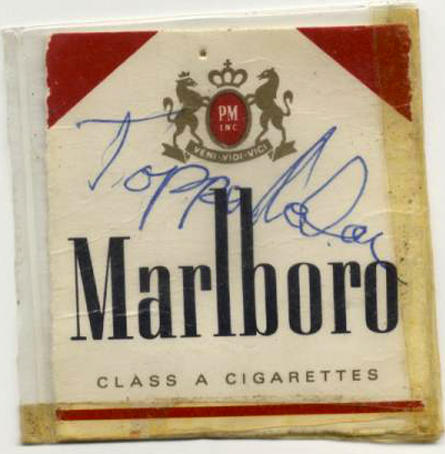 PM
INC
VENI·VIDI·VICI
Marlboro
CLASS A CIGARETTES